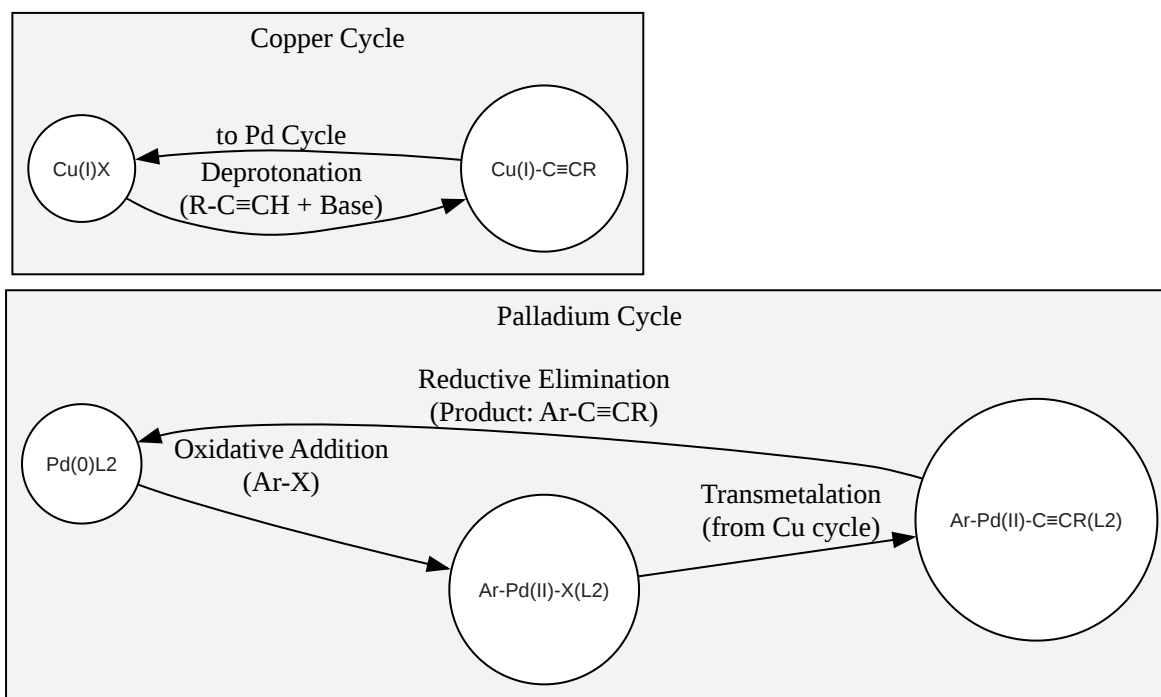 Copper Cycle
to Pd Cycle
Cu(I)X
Deprotonation
(R-C≡CH + Base)
Cu(I)-C≡CR
Palladium Cycle
Reductive Elimination
(Product: Ar-C≡CR)
Pd(0)L2
Oxidative Addition
(Ar-X)
Transmetalation
(from Cu cycle)
Ar-Pd(II)-C≡CR(L2)
Ar-Pd(II)-X(L2)